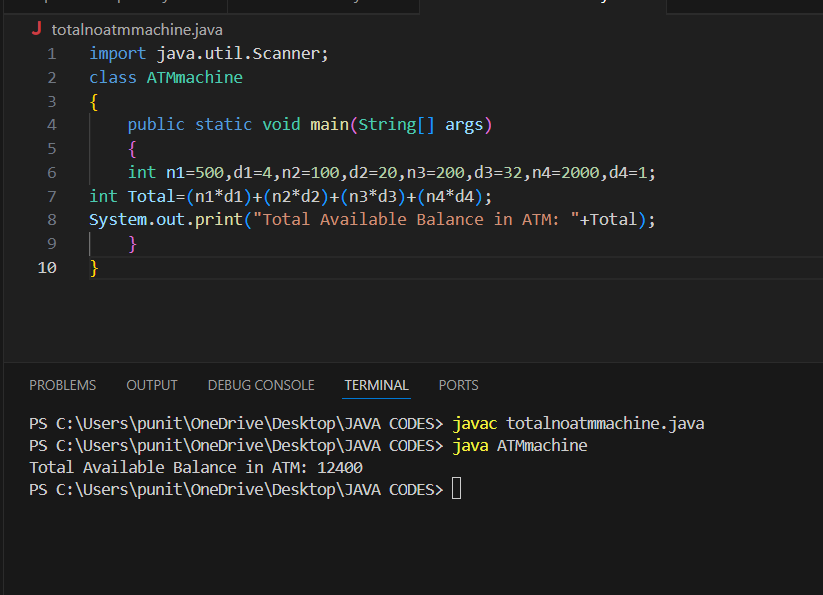 J totalnoatmmachine.java
1 import java.util.Scanner;
2 class ATMmachine
3 {
4 public static void main(String[] args)
5 {
6 int n1=500,d1=4,n2=100,d2=20,n3=200,d3=32,n4=2000,d4=1;
7 int Total=(n1*d1)+(n2*d2)+(n3*d3)+(n4*d4);
8 System.out.print("Total Available Balance in ATM: "+Total);
9 }
10 }
PROBLEMS OUTPUT DEBUG CONSOLE TERMINAL PORTS
PS C:\Users\punit\OneDrive\Desktop\JAVA CODES> javac totalnoatmmachine.java
PS C:\Users\punit\OneDrive\Desktop\JAVA CODES> java ATMmachine
Total Available Balance in ATM: 12400
PS C:\Users\punit\OneDrive\Desktop\JAVA CODES>